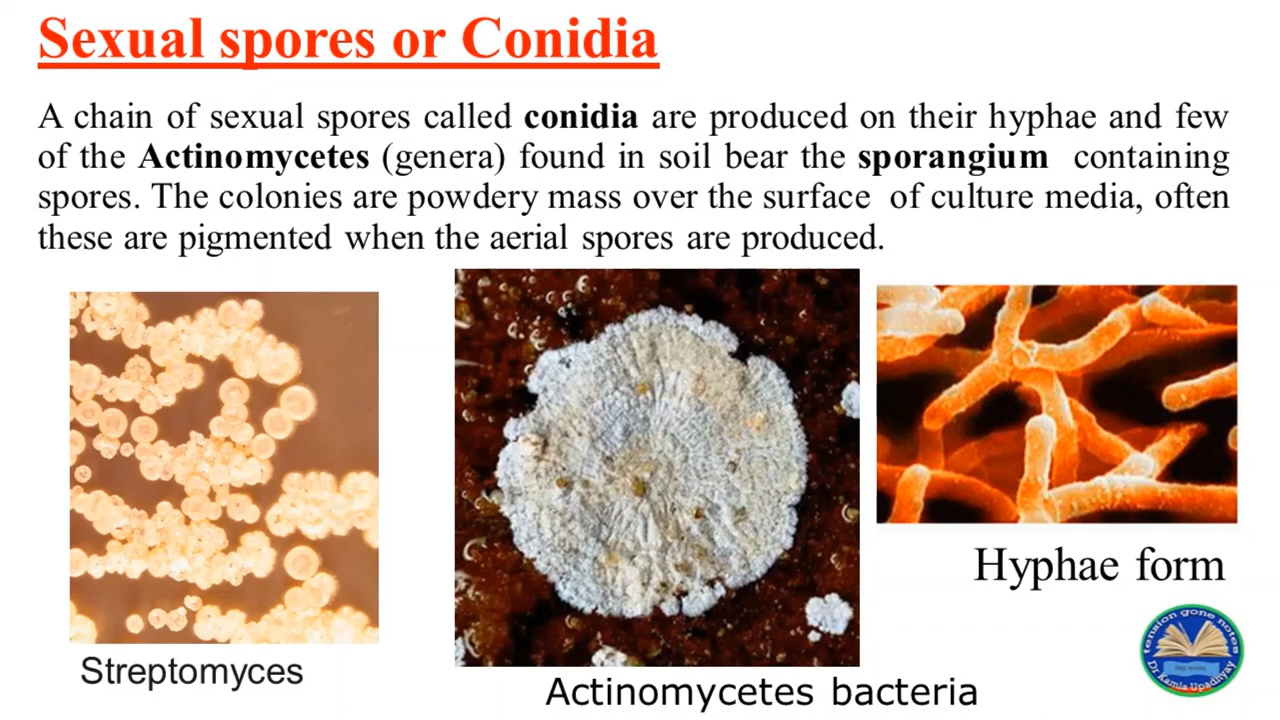 Sexual spores or Conidia
A chain of sexual spores called conidia are produced on their hyphae and few
of the Actinomycetes (genera) found in soil bear the sporangium containing
spores. The colonies are powdery mass over the surface of culture media, often
these are pigmented when the aerial spores are produced.
Hyphae form
Streptomyces
Actinomycetes bacteria
tension gone notes
Dr Kamla Upadhyay